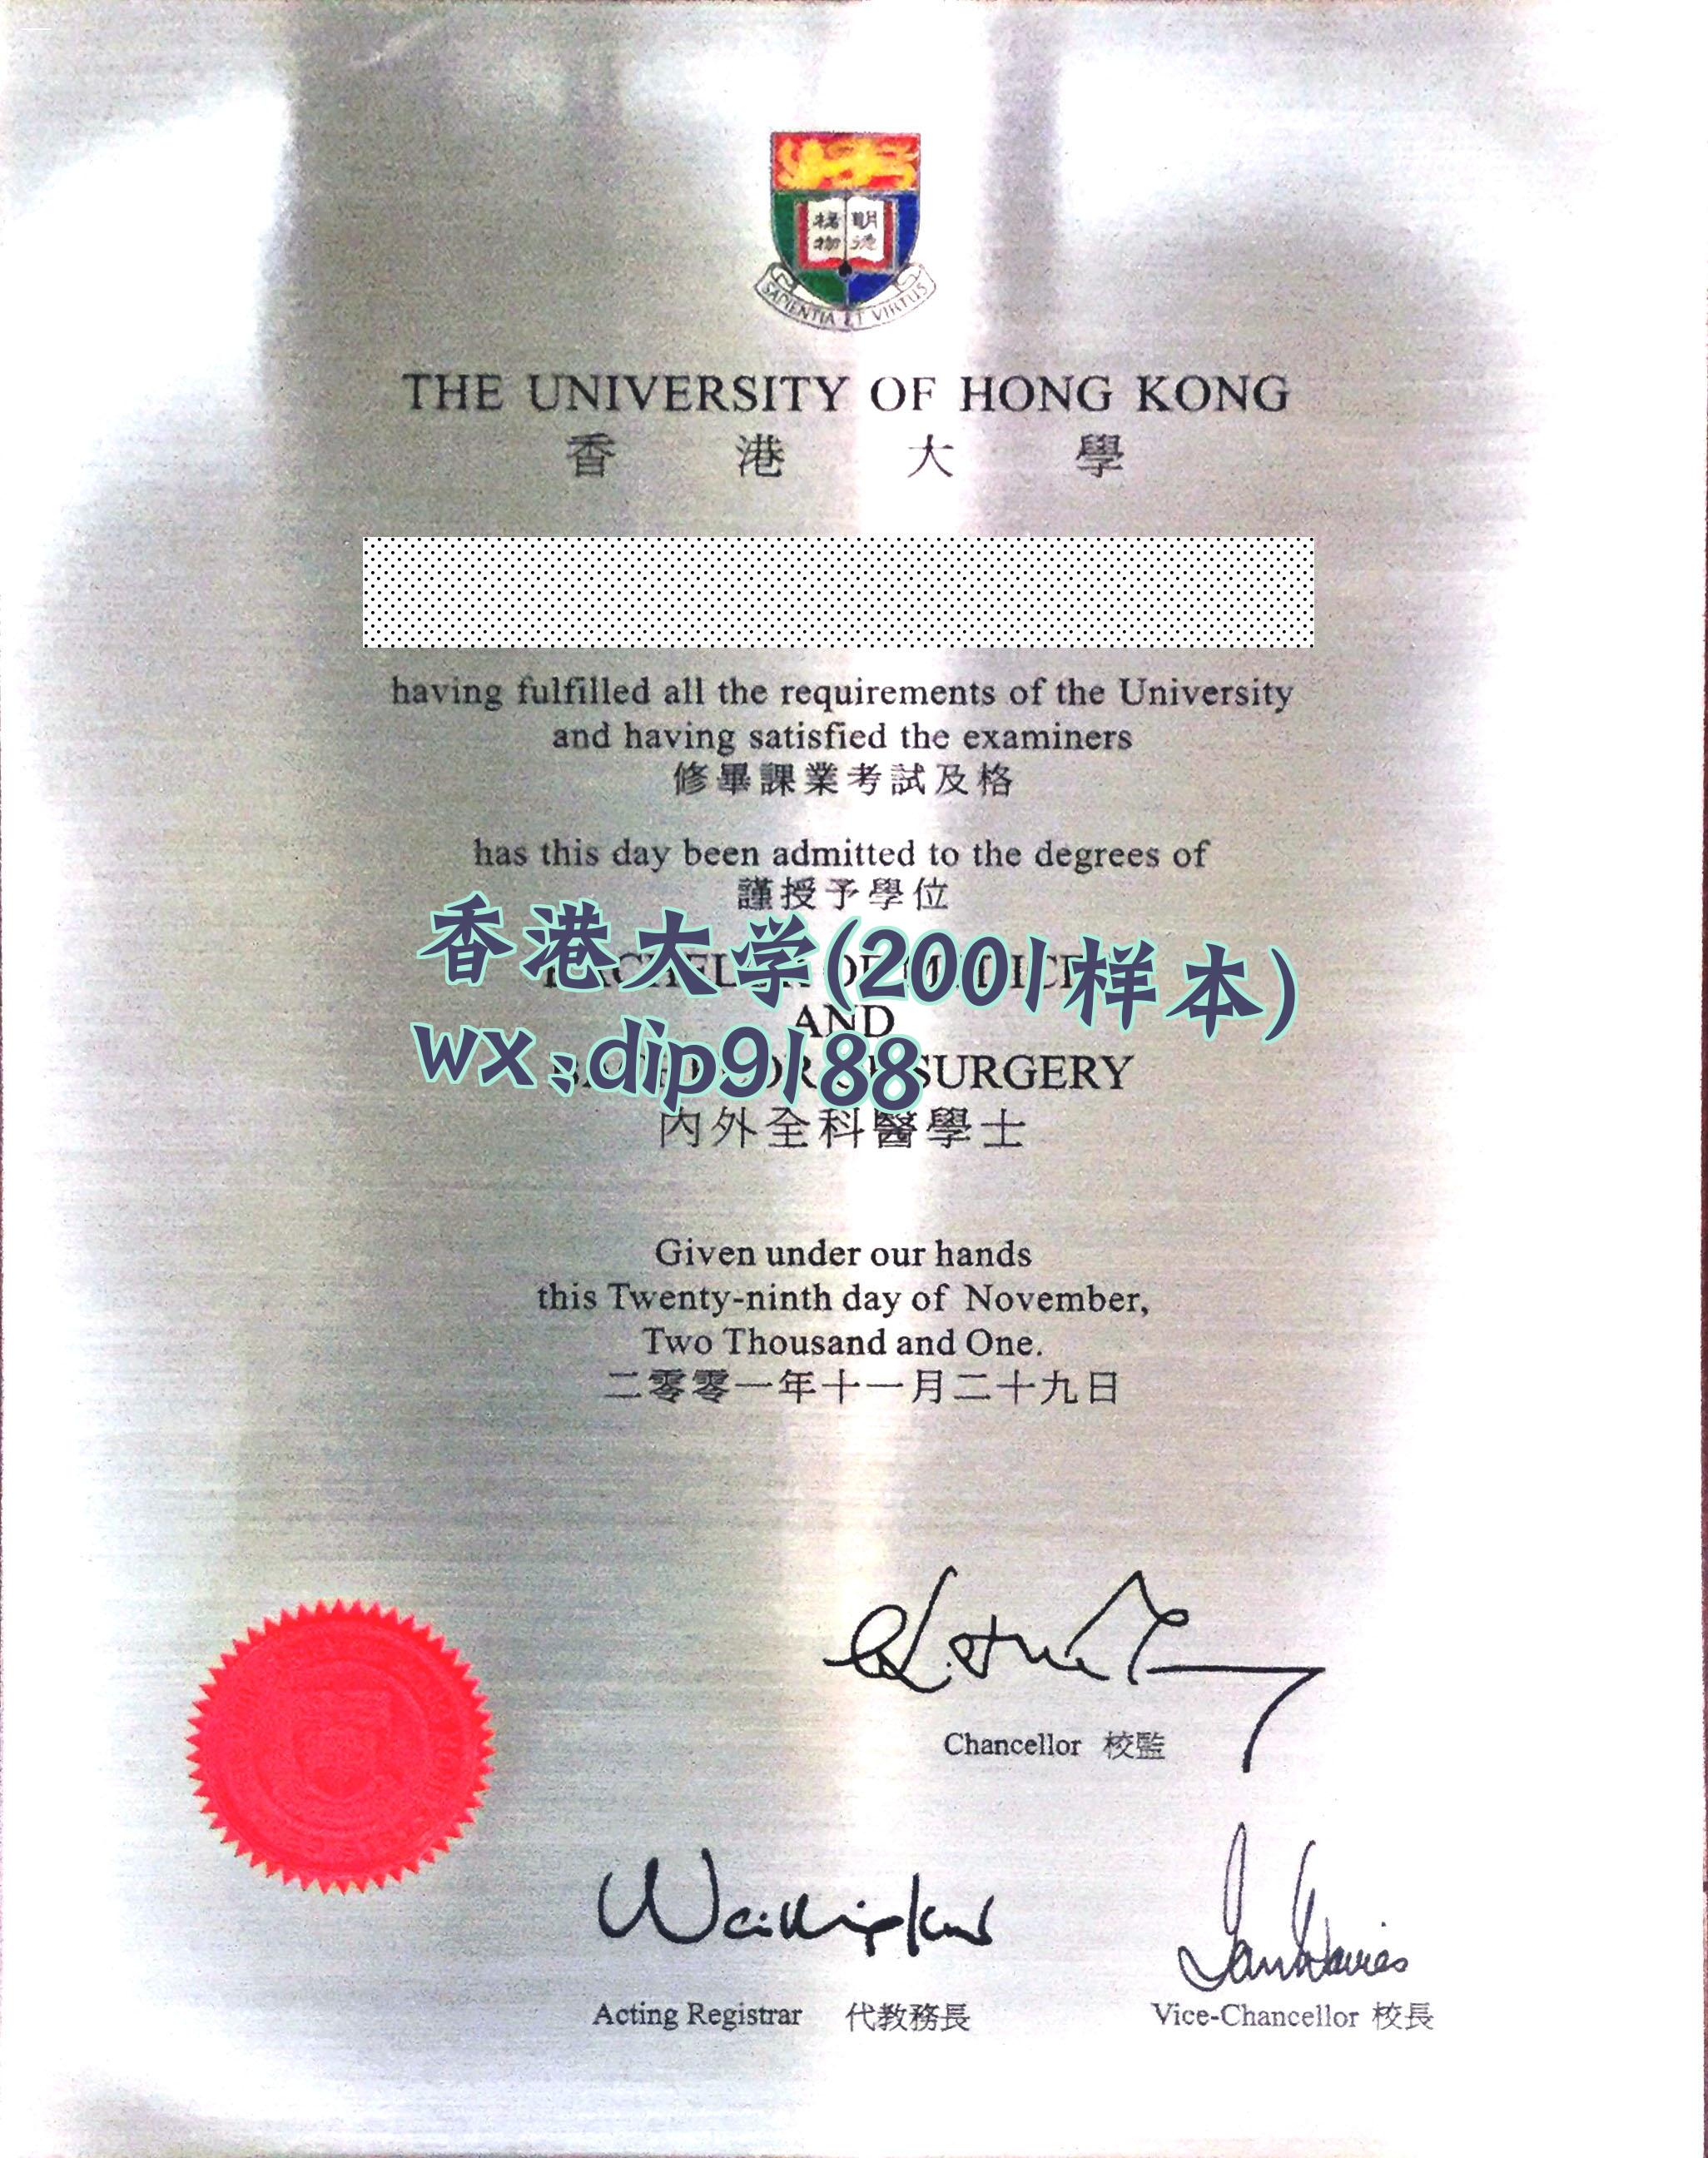 明德
格物
SAPIENTIA ET VIRTUS
THE UNIVERSITY OF HONG KONG
香港大學
having fulfilled all the requirements of the University
and having satisfied the examiners
修畢課業考試及格
has this day been admitted to the degrees of
謹授予學位
香港大学(2001样本)
AND
wx:dip9188
SURGERY
內外全科醫學士
Given under our hands
this Twenty-ninth day of November,
Two Thousand and One.
二零零一年十一月二十九日
Chancellor 校監
Acting Registrar 代教務長
Vice-Chancellor 校長